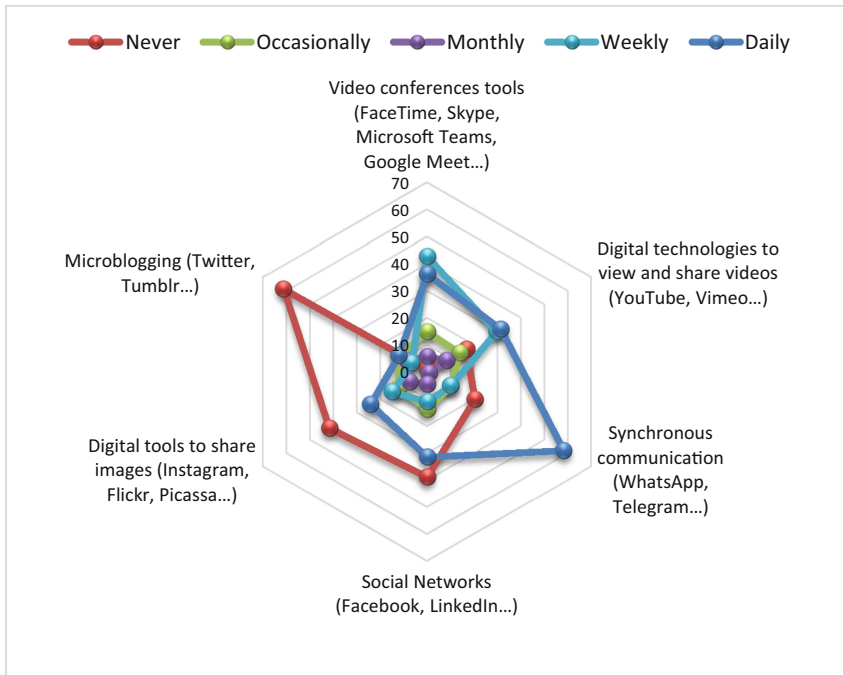 Never Occasionally Monthly Weekly Daily
Video conferences tools
(FaceTime, Skype,
Microsoft Teams,
Google Meet…)
70
60
50
40
30
20
10
0
Digital technologies to
view and share videos
(YouTube, Vimeo…)
Synchronous
communication
(WhatsApp,
Telegram…)
Social Networks
(Facebook, LinkedIn…)
Digital tools to share
images (Instagram,
Flickr, Picassa…)
Microblogging (Twitter,
Tumblr…)